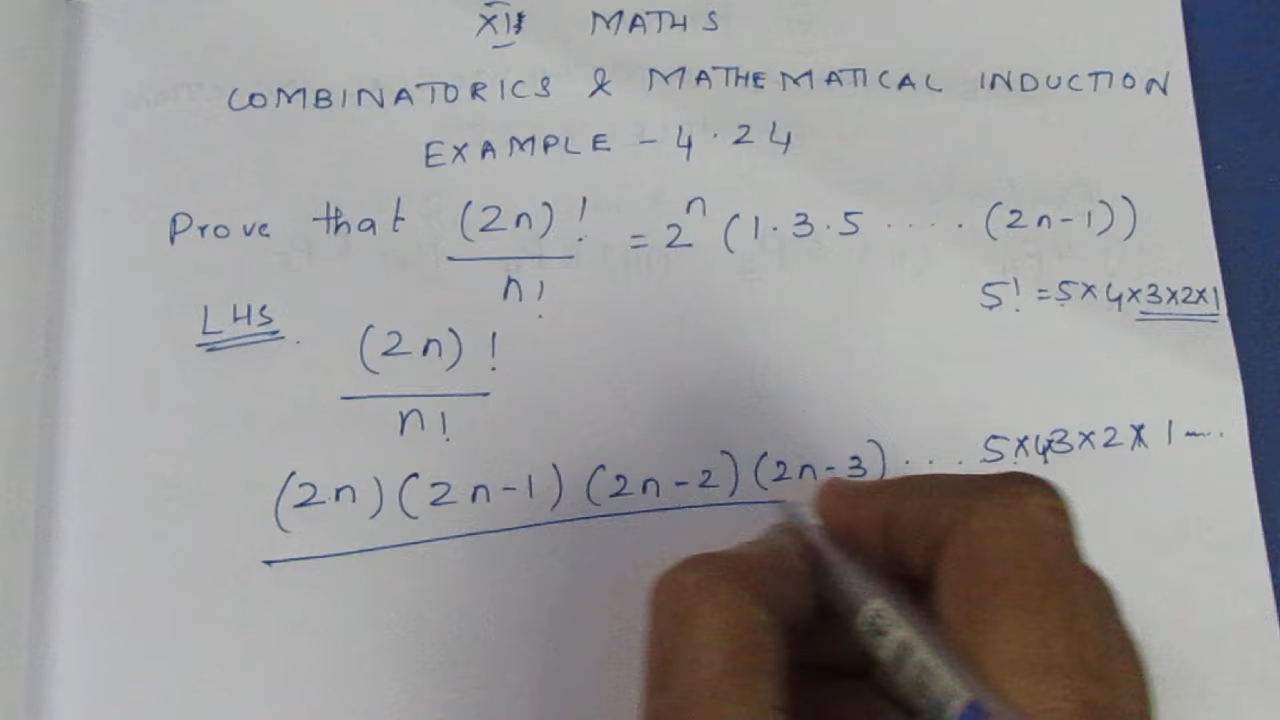 XI MATHS
COMBINATORICS & MATHEMATICAL INDUCTION
EXAMPLE - 4.24
Prove that (2n)! / n! = 2^n (1.3.5 ..... (2n-1))
5! = 5×4×3×2×1
LHS.
(2n)! / n!
(2n)(2n-1)(2n-2)(2n-3)... 5×4 3×2×1 ....